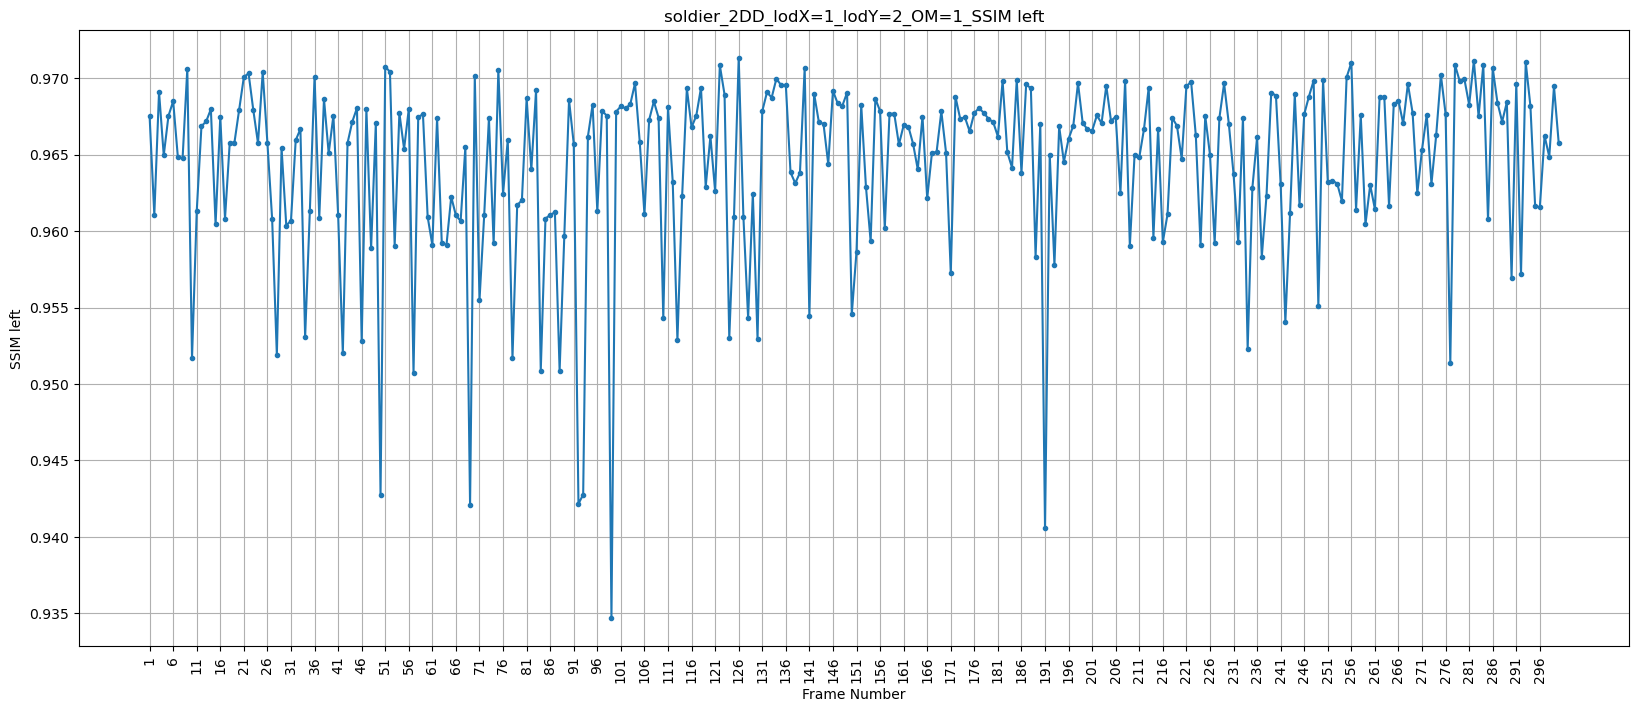 soldier_2DD_lodX=1_lodY=2_OM=1_SSIM left
SSIM left
0.970
0.965
0.960
0.955
0.950
0.945
0.940
0.935
1 6 11 16 21 26 31 36 41 46 51 56 61 66 71 76 81 86 91 96 101 106 111 116 121 126 131 136 141 146 151 156 161 166 171 176 181 186 191 196 201 206 211 216 221 226 231 236 241 246 251 256 261 266 271 276 281 286 291 296
Frame Number